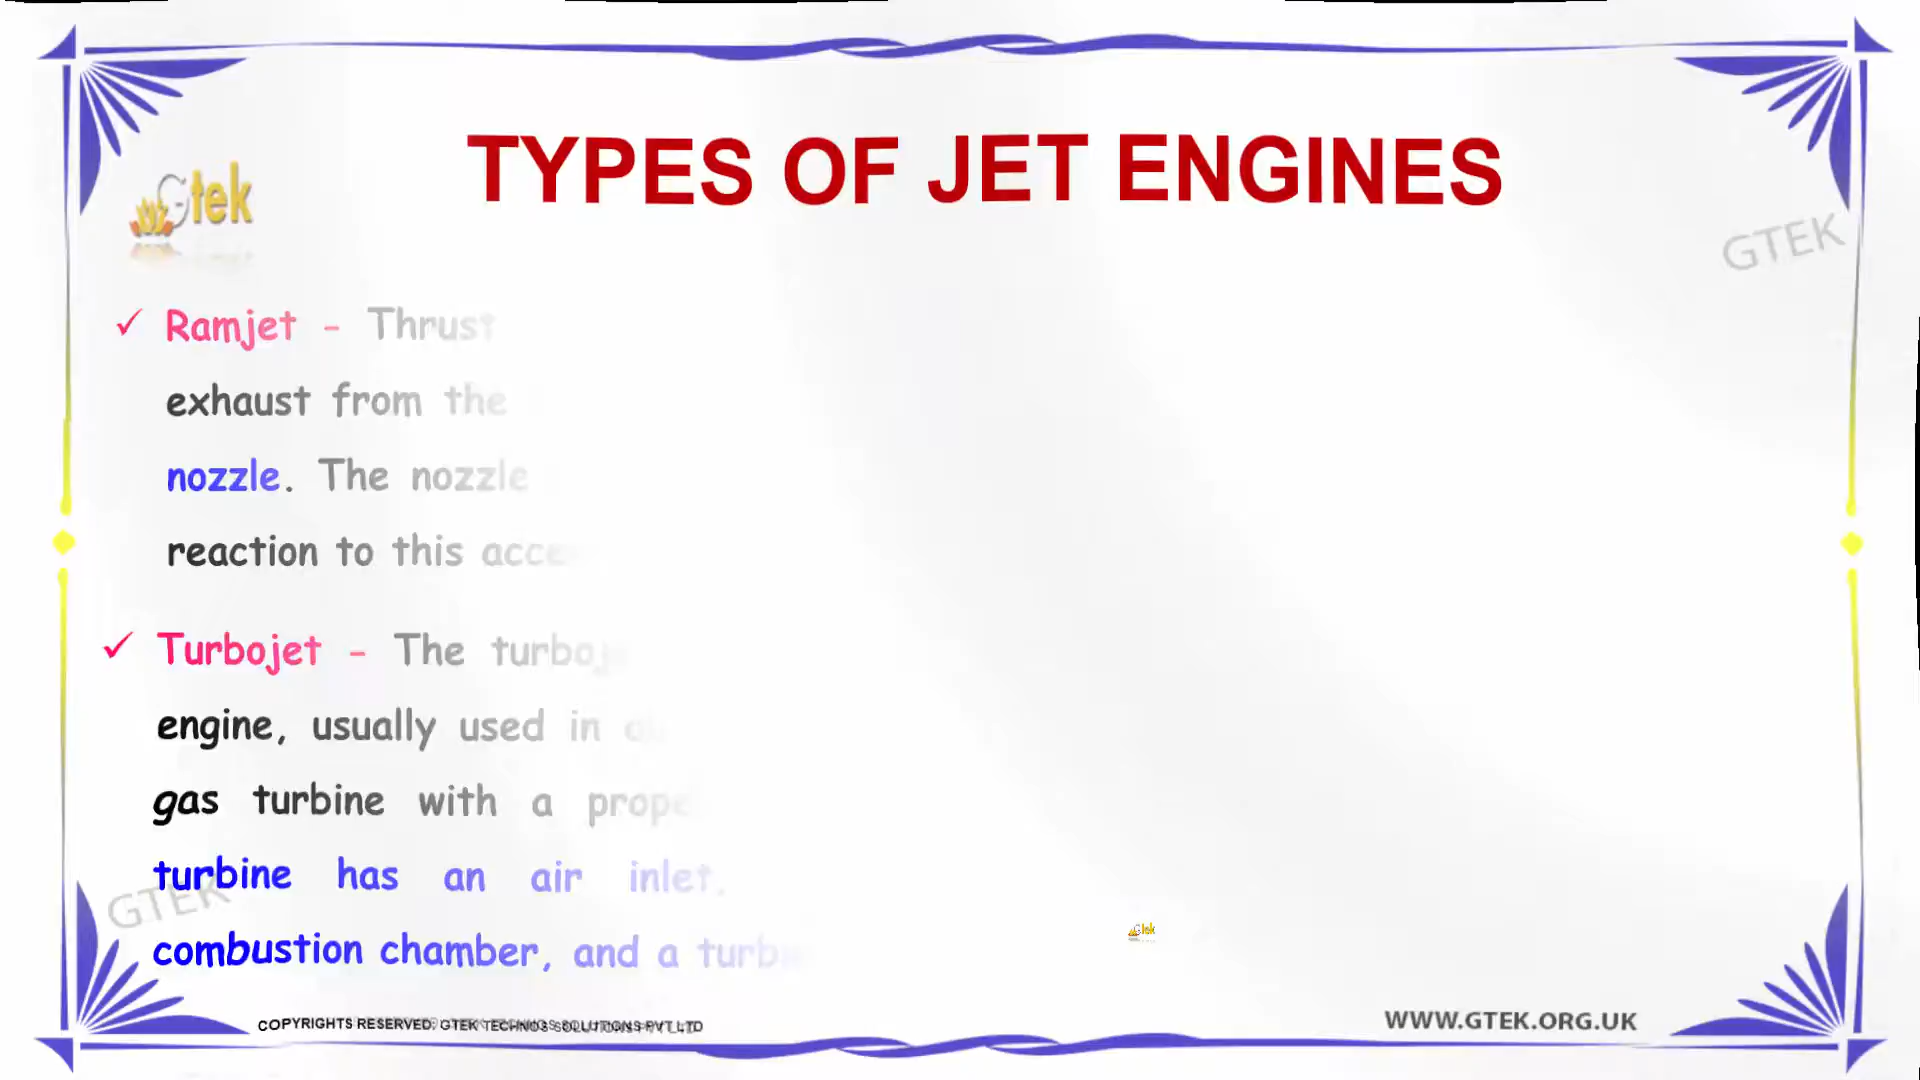 TYPES OF JET ENGINES
Gtek
GTEK
✓ Ramjet - Thrust
exhaust from the
nozzle. The nozzle
reaction to this
✓ Turbojet - The
engine, usually used in
gas turbine with a
turbine has an air inlet,
GTEK
combustion chamber, and a
Gtek
COPYRIGHTS RESERVED: GTEK TECHNOS SOLUTIONS PVT LTD
WWW.GTEK.ORG.UK